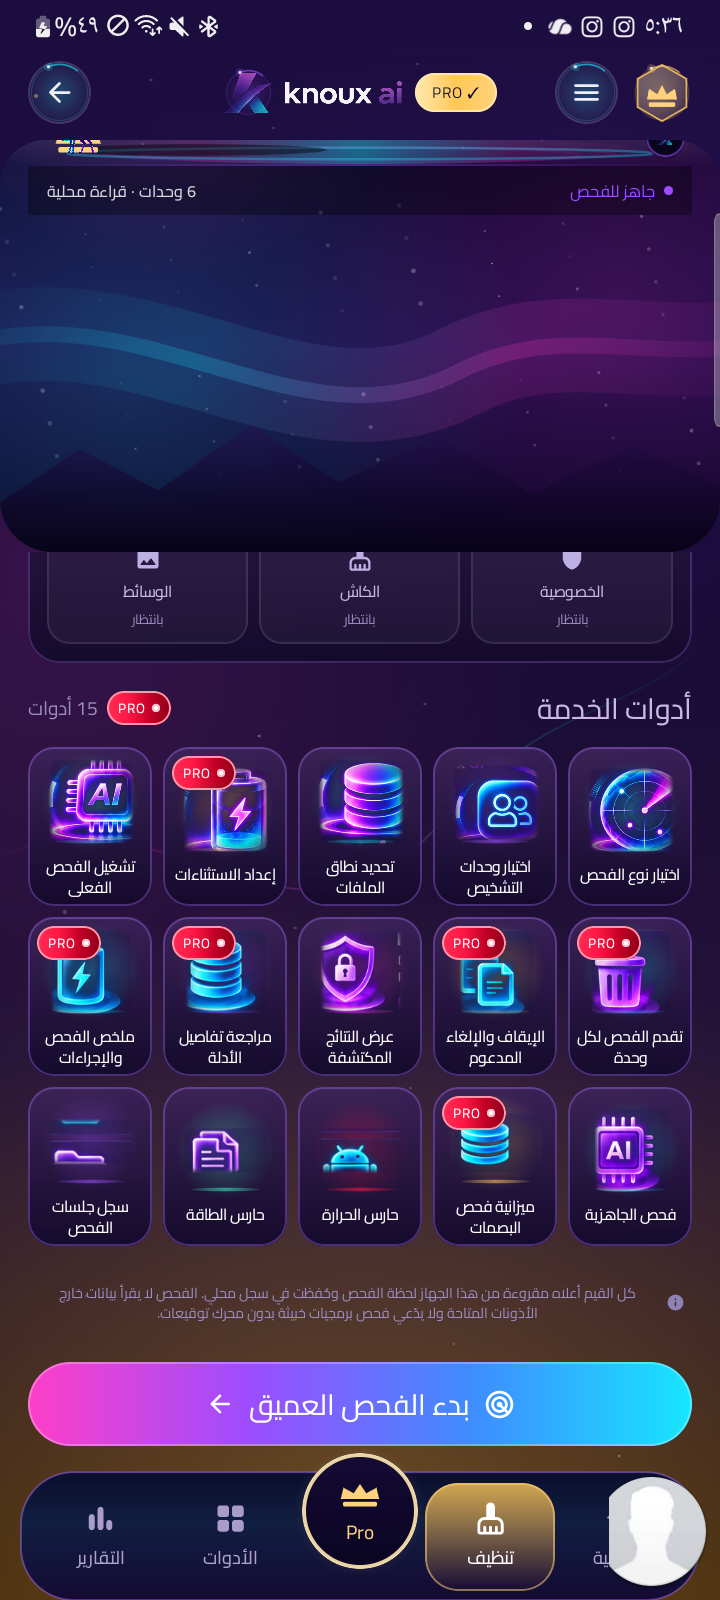 ٥:٣٦
%٤٩
knoux ai
PRO ✓
جاهز للفحص
6 وحدات · قراءة محلية
الخصوصية
بانتظار
الكاش
بانتظار
الوسائط
بانتظار
أدوات الخدمة
PRO
15 أدوات
اختيار نوع الفحص
اختيار وحدات
التشخيص
تحديد نطاق
الملفات
PRO
إعداد الاستثناءات
AI
تشغيل الفحص
الفعلي
PRO
تقدم الفحص لكل
وحدة
PRO
الإيقاف والإلغاء
المدعوم
عرض النتائج
المكتشفة
PRO
مراجعة تفاصيل
الأدلة
PRO
ملخص الفحص
والإجراءات
AI
فحص الجاهزية
PRO
ميزانية فحص
البصمات
حارس الحرارة
حارس الطاقة
سجل جلسات
الفحص
كل القيم أعلاه مقروءة من هذا الجهاز لحظة الفحص وحُفظت في سجل محلي. الفحص لا يقرأ بيانات خارج
الأذونات المتاحة ولا يدّعي فحص برمجيات خبيثة بدون محرك توقيعات.
بدء الفحص العميق
تنظيف
Pro
الأدوات
التقارير